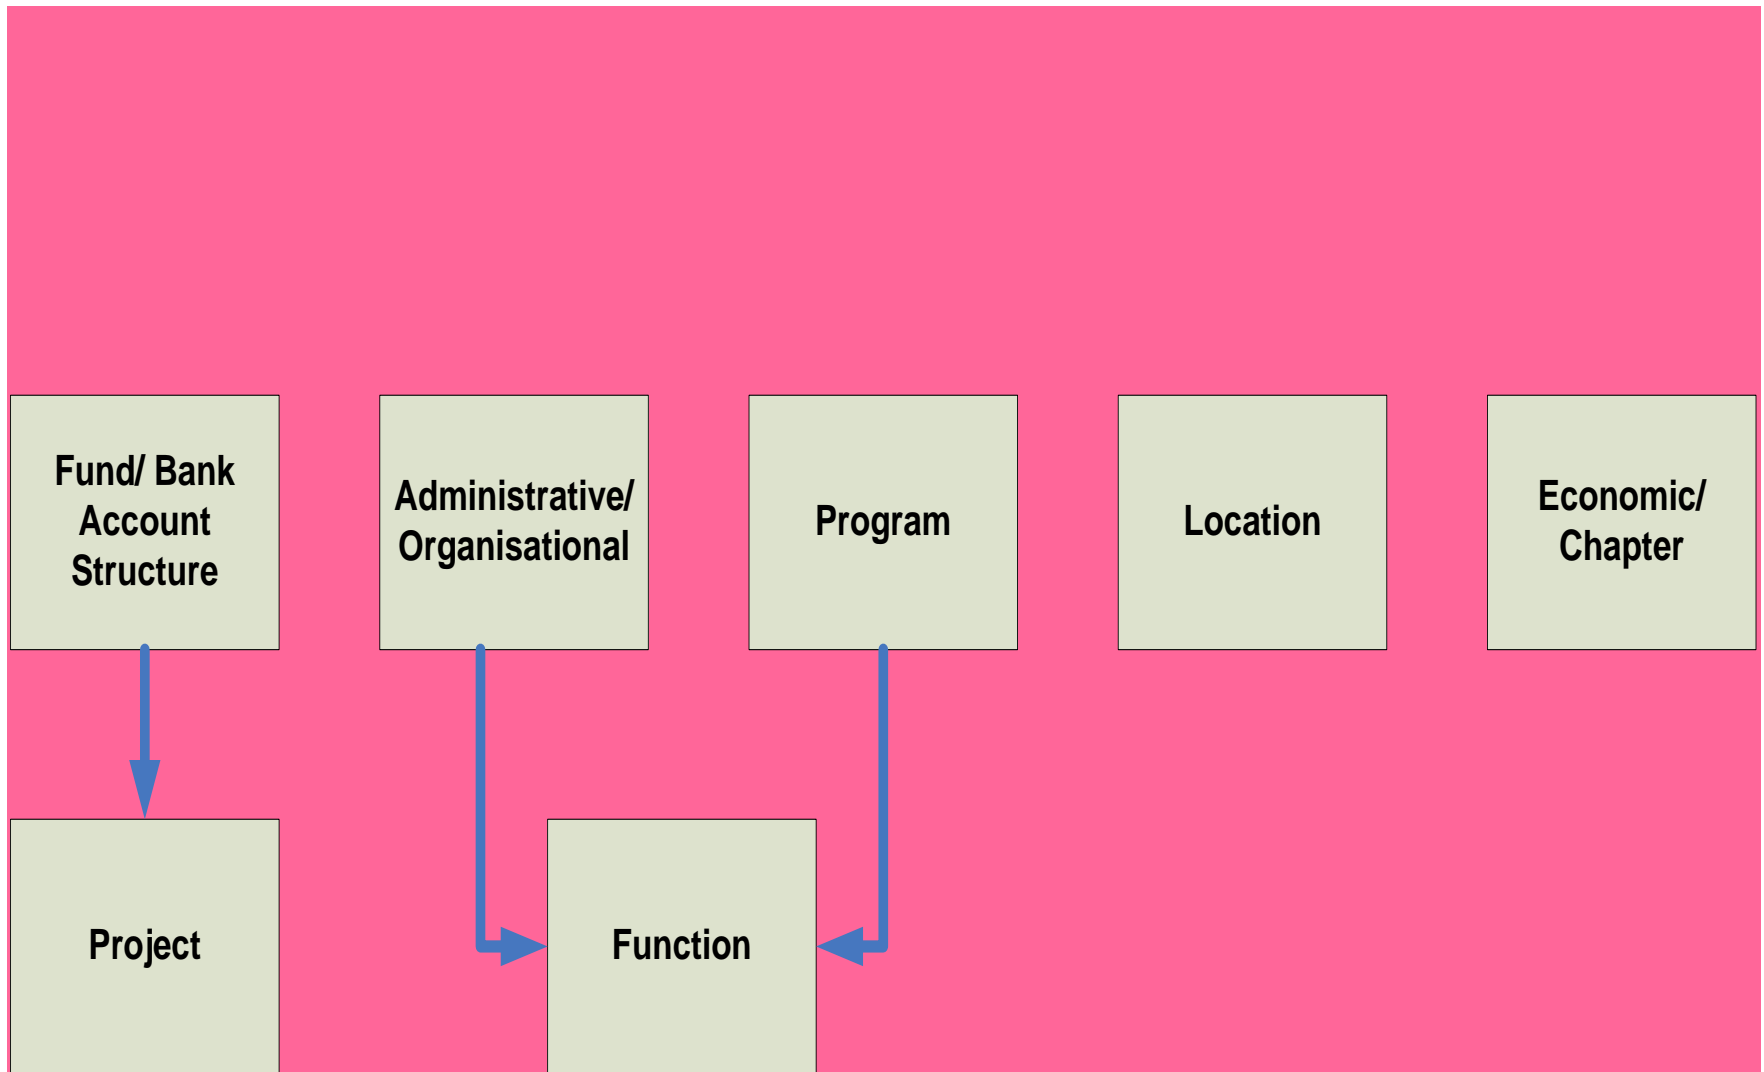 Fund/ Bank
Account
Structure
Administrative/
Organisational
Program
Location
Economic/
Chapter
Project
Function